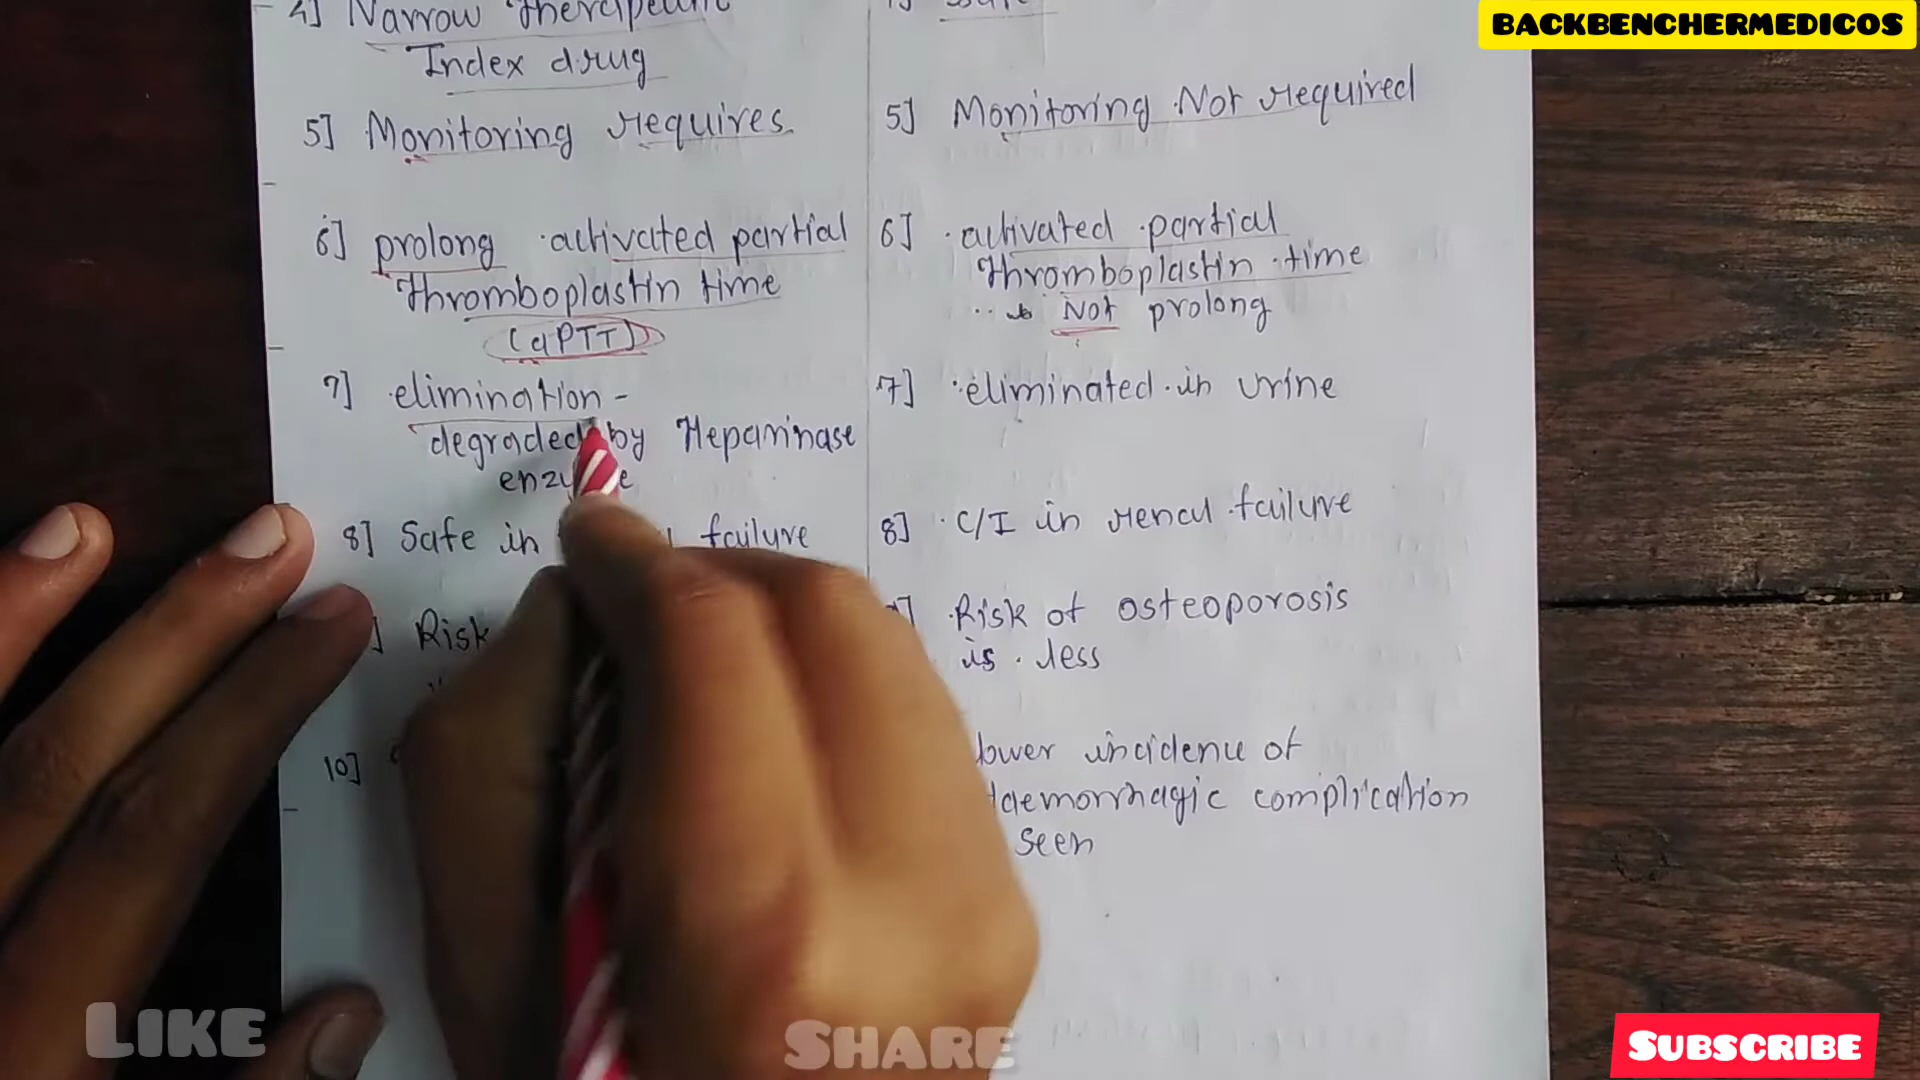 BACKBENCHERMEDICOS
4] Narrow Therapeutic
Index drug
5] Monitoring requires
6] prolong activated partial
Thromboplastin time
(aPTT)
7] elimination -
degraded by Heparinase
8] Safe in failure
Risk
10]
5] Monitoring Not required
6] activated partial
Thromboplastin time
Not prolong
7] eliminated in urine
8] C/I in renal failure
Risk of osteoporosis
is less
lower incidence of
Haemorrhagic complication
seen
LIKE
SHARE
SUBSCRIBE